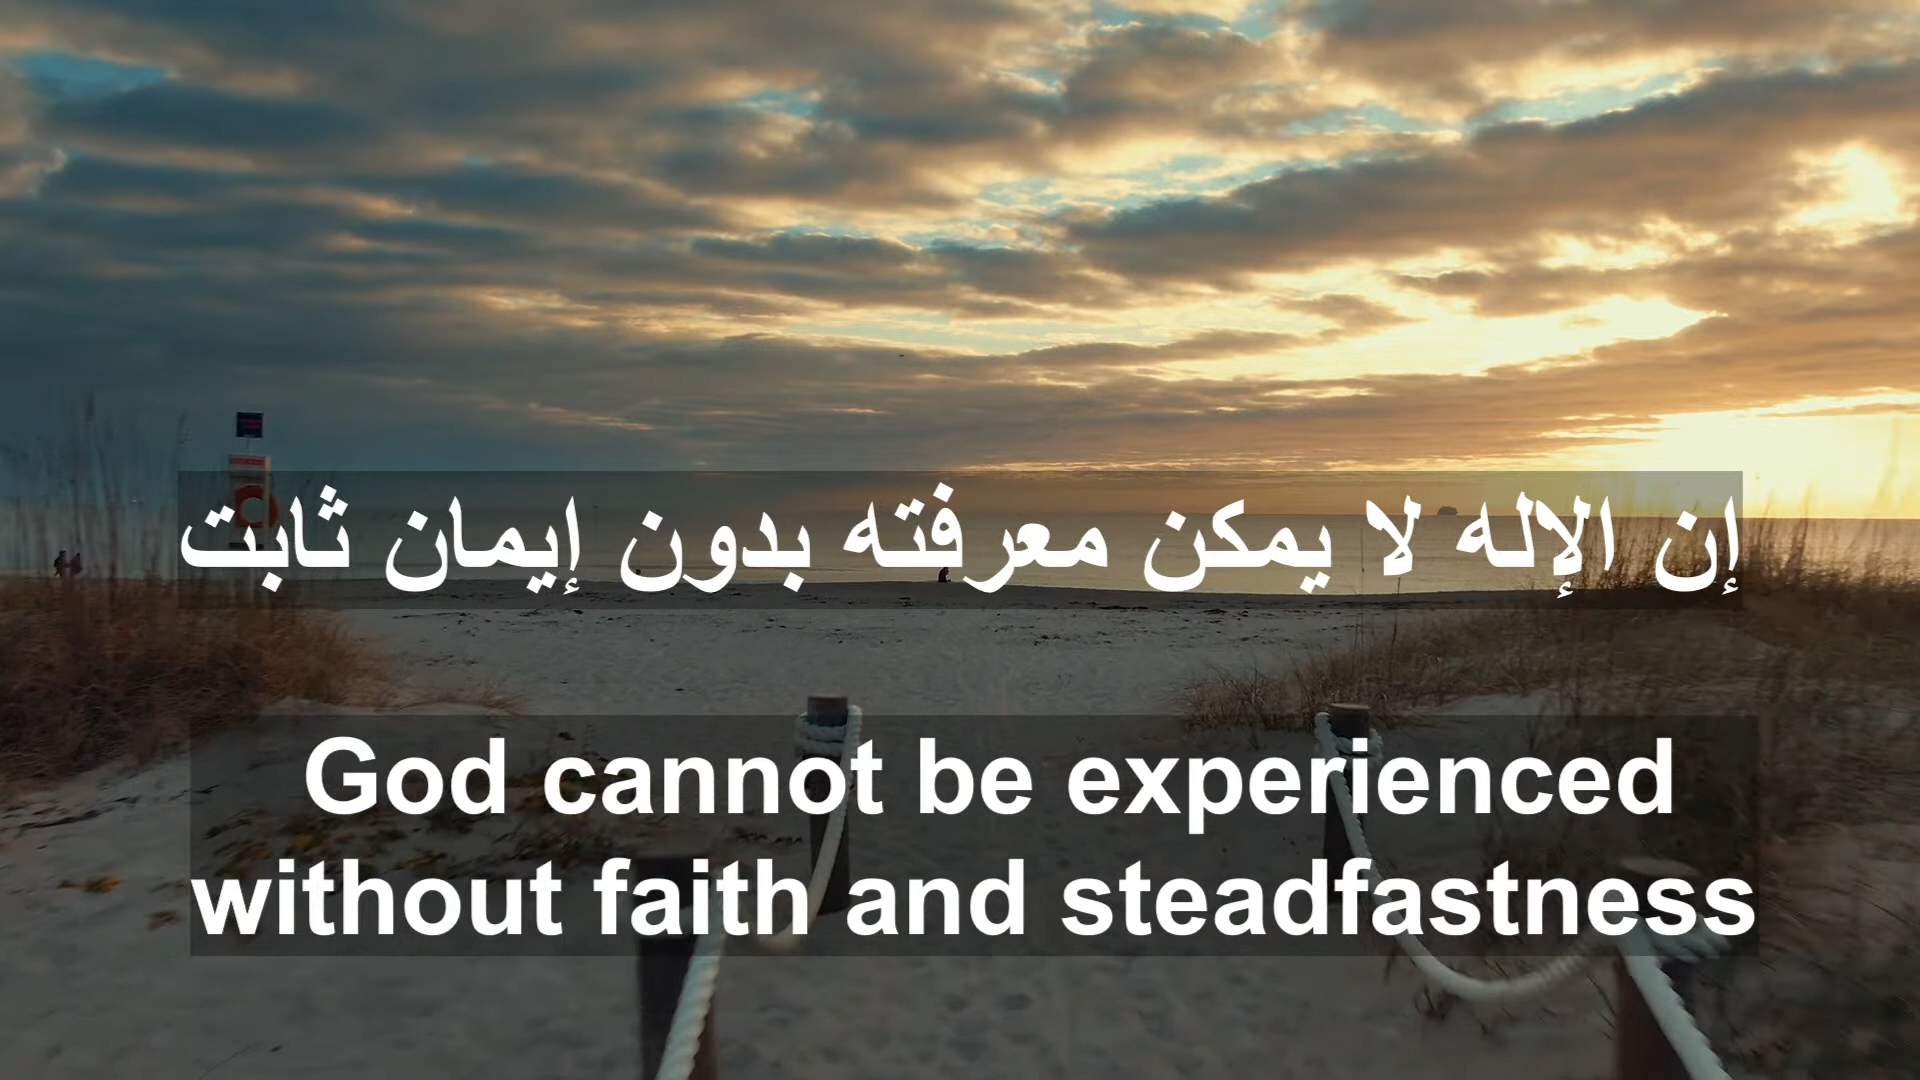 إن الإله لا يمكن معرفته بدون إيمان ثابت
God cannot be experienced
without faith and steadfastness